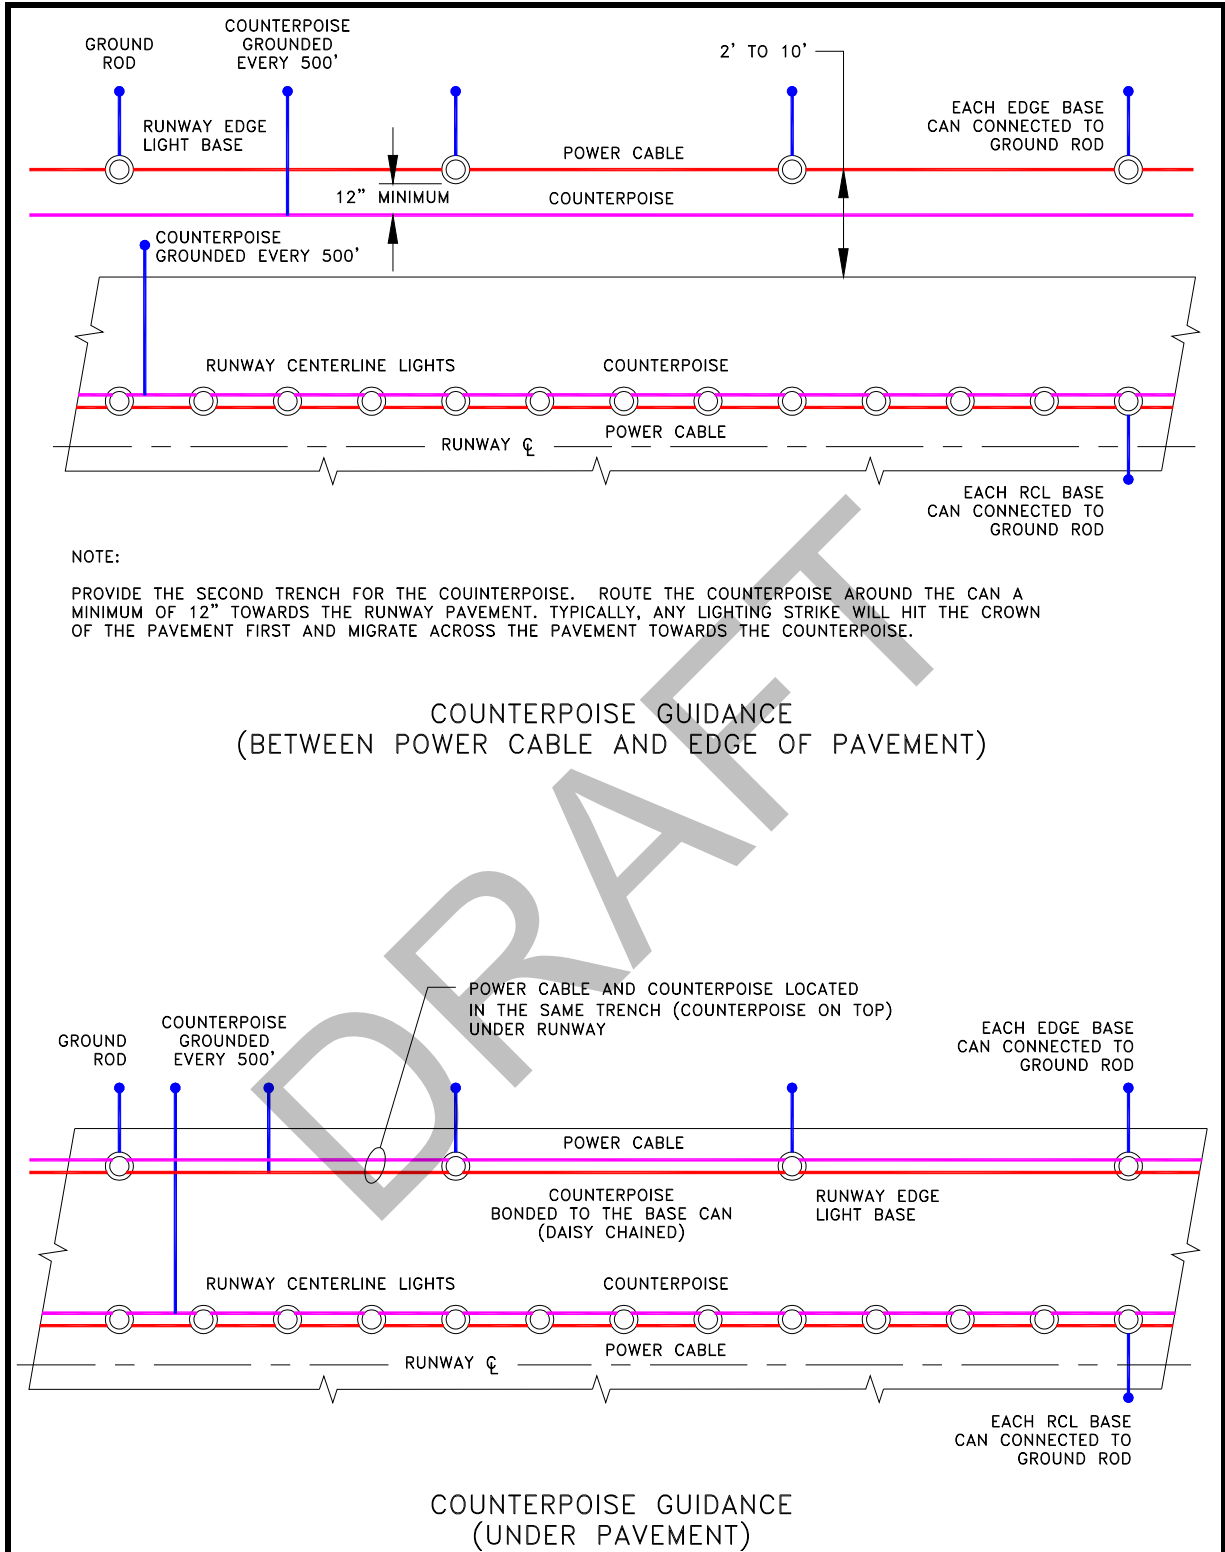 COUNTERPOISE
GROUNDED
EVERY 500'
GROUND
ROD
2' TO 10'
RUNWAY EDGE
LIGHT BASE
EACH EDGE BASE
CAN CONNECTED TO
GROUND ROD
POWER CABLE
12" MINIMUM
COUNTERPOISE
COUNTERPOISE
GROUNDED EVERY 500'
RUNWAY CENTERLINE LIGHTS
COUNTERPOISE
POWER CABLE
RUNWAY ℄
EACH RCL BASE
CAN CONNECTED TO
GROUND ROD
NOTE:
PROVIDE THE SECOND TRENCH FOR THE COUINTERPOISE. ROUTE THE COUNTERPOISE AROUND THE CAN A
MINIMUM OF 12" TOWARDS THE RUNWAY PAVEMENT. TYPICALLY, ANY LIGHTING STRIKE WILL HIT THE CROWN
OF THE PAVEMENT FIRST AND MIGRATE ACROSS THE PAVEMENT TOWARDS THE COUNTERPOISE.
COUNTERPOISE GUIDANCE
(BETWEEN POWER CABLE AND EDGE OF PAVEMENT)
DRAFT
POWER CABLE AND COUNTERPOISE LOCATED
IN THE SAME TRENCH (COUNTERPOISE ON TOP)
UNDER RUNWAY
GROUND
ROD
COUNTERPOISE
GROUNDED
EVERY 500'
EACH EDGE BASE
CAN CONNECTED TO
GROUND ROD
POWER CABLE
COUNTERPOISE
BONDED TO THE BASE CAN
(DAISY CHAINED)
RUNWAY EDGE
LIGHT BASE
RUNWAY CENTERLINE LIGHTS
COUNTERPOISE
POWER CABLE
RUNWAY ℄
EACH RCL BASE
CAN CONNECTED TO
GROUND ROD
COUNTERPOISE GUIDANCE
(UNDER PAVEMENT)